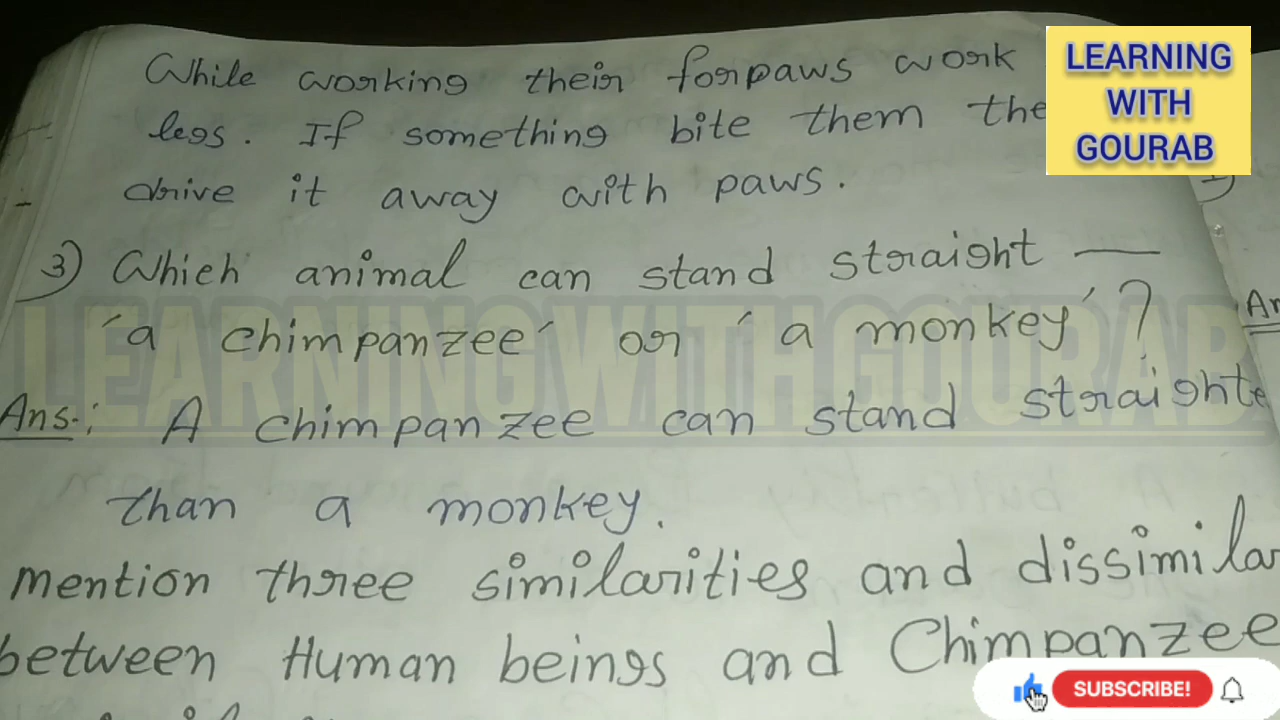 While working their forpaws work
legs. If something bite them the
drive it away with paws.
3) Which animal can stand straight —
'a chimpanzee' or 'a monkey'?
Ans.: A chimpanzee can stand straighte
than a monkey.
mention three similarities and dissimilar
between Human beings and Chimpanzee
An
LEARNING
WITH
GOURAB
LEARNINGWITHGOURAB
SUBSCRIBE!